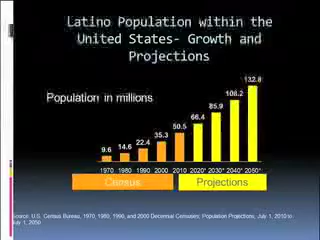 Latino Population within the
United States- Growth and
Projections
Population in millions
9.6 14.6 22.4 35.3 50.5 66.4 85.9 108.2 132.8
1970 1980 1990 2000 2010 2020* 2030* 2040* 2050*
Census Projections
Source: U.S. Census Bureau, 1970, 1980, 1990, and 2000 Decennial Censuses; Population Projections, July 1, 2010 to
July 1, 2050